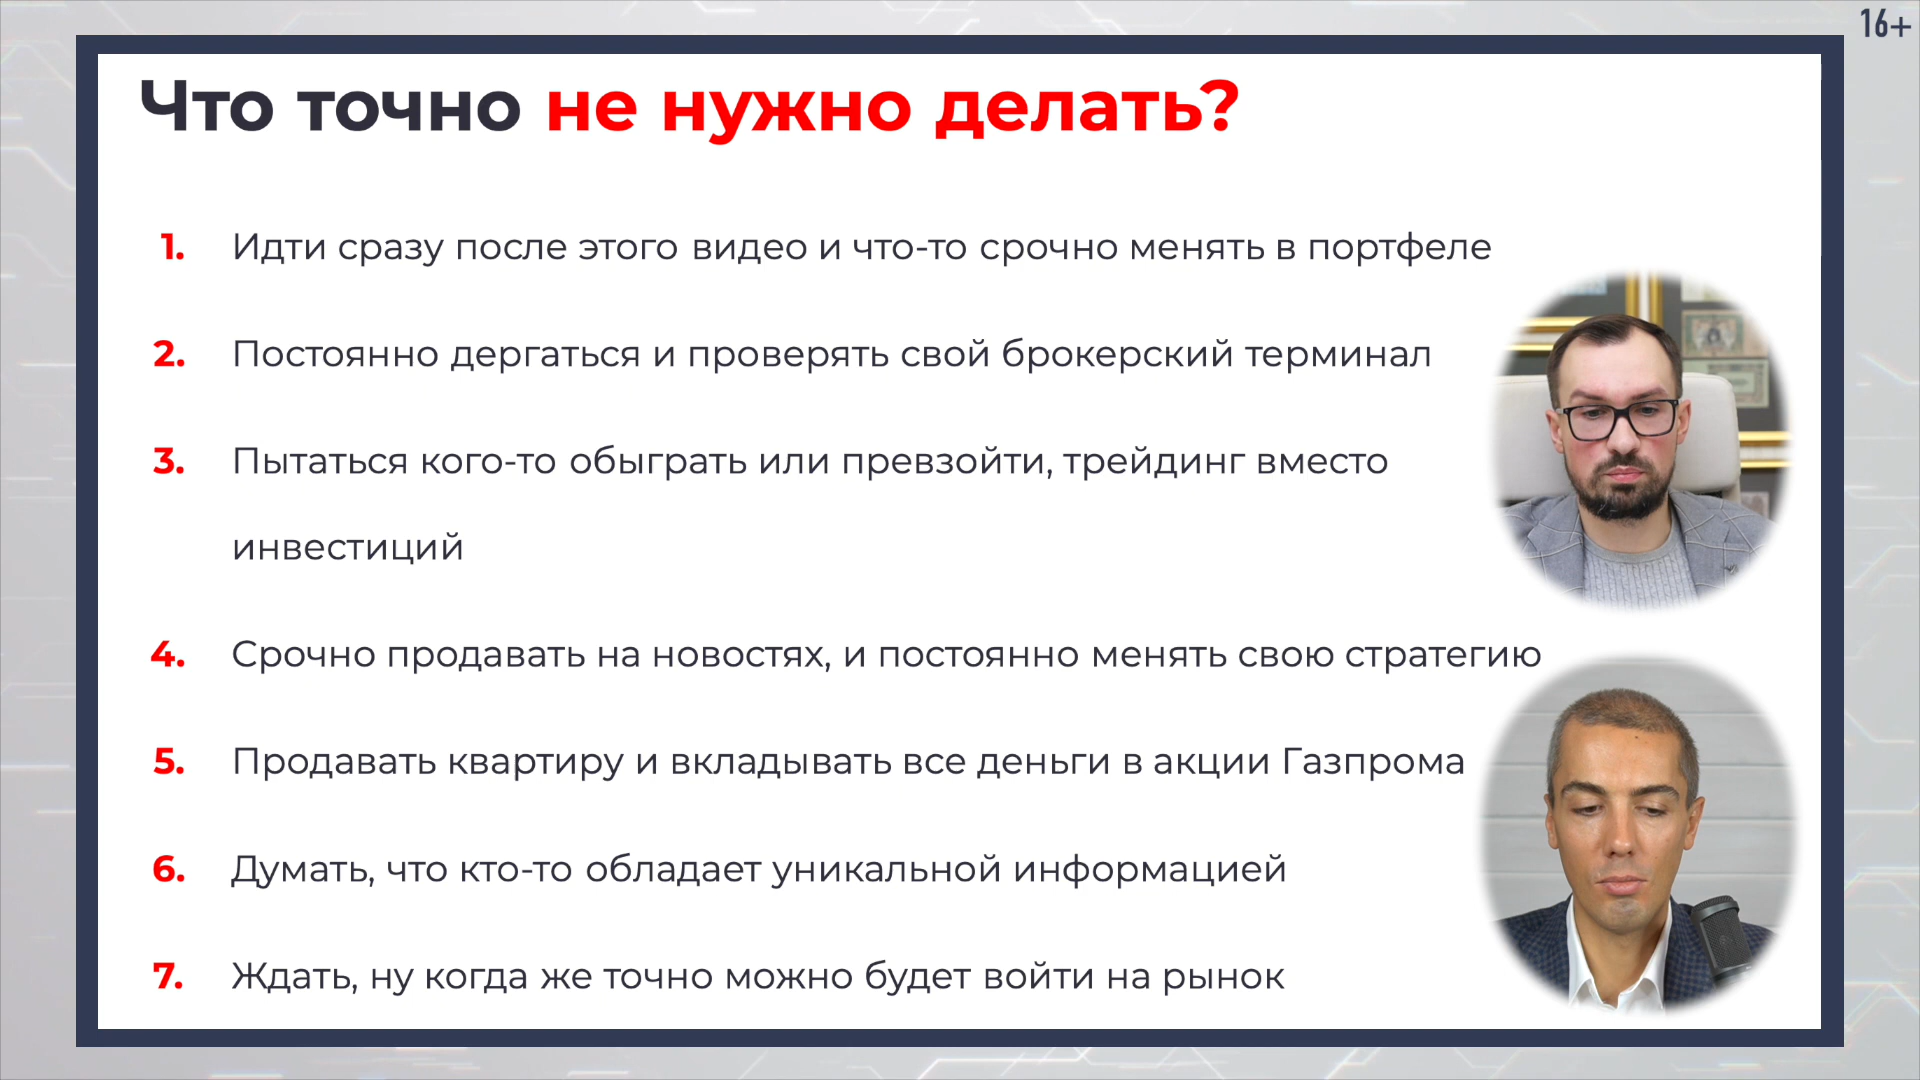 16+
Что точно не нужно делать?
1. Идти сразу после этого видео и что-то срочно менять в портфеле
2. Постоянно дергаться и проверять свой брокерский терминал
3. Пытаться кого-то обыграть или превзойти, трейдинг вместо
инвестиций
4. Срочно продавать на новостях, и постоянно менять свою стратегию
5. Продавать квартиру и вкладывать все деньги в акции Газпрома
6. Думать, что кто-то обладает уникальной информацией
7. Ждать, ну когда же точно можно будет войти на рынок